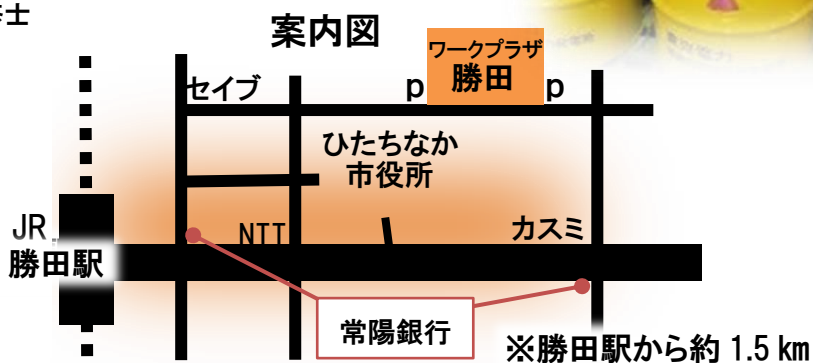 士
案内図
ワークプラザ
勝田
セイブ
p
p
ひたちなか
市役所
JR
勝田駅
NTT
カスミ
常陽銀行
※勝田駅から約 1.5 km